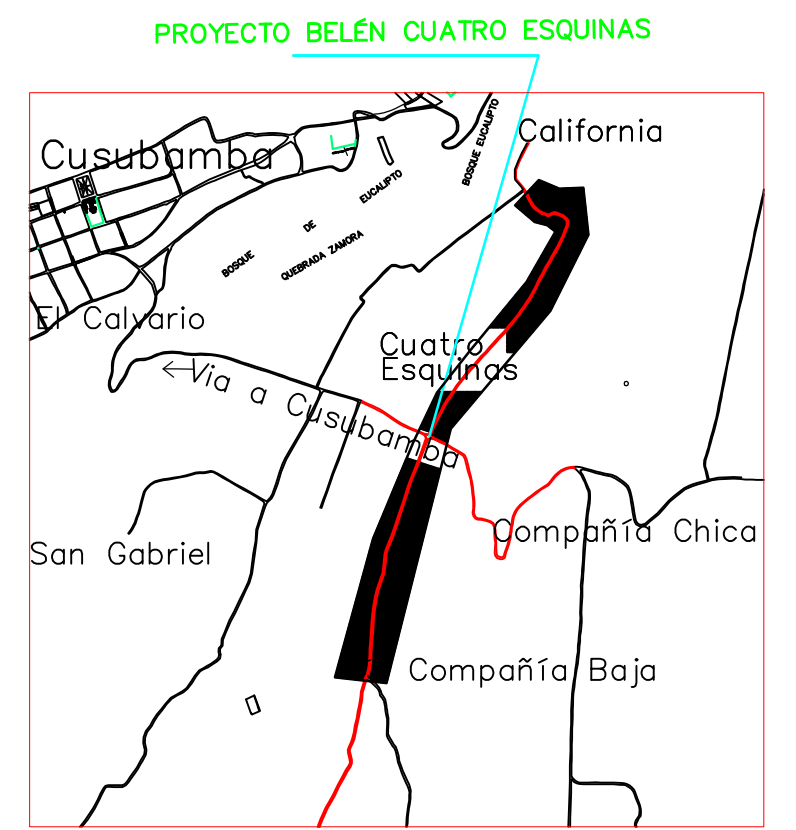 PROYECTO BELÉN CUATRO ESQUINAS
California
Cusubamba
BOSQUE EUCALIPTO
EUCALIPTO
DE
BOSQUE
QUEBRADA ZAMORA
El Calvario
Cuatro
Esquinas
Via a Cusubamba
Compañía Chica
San Gabriel
Compañía Baja